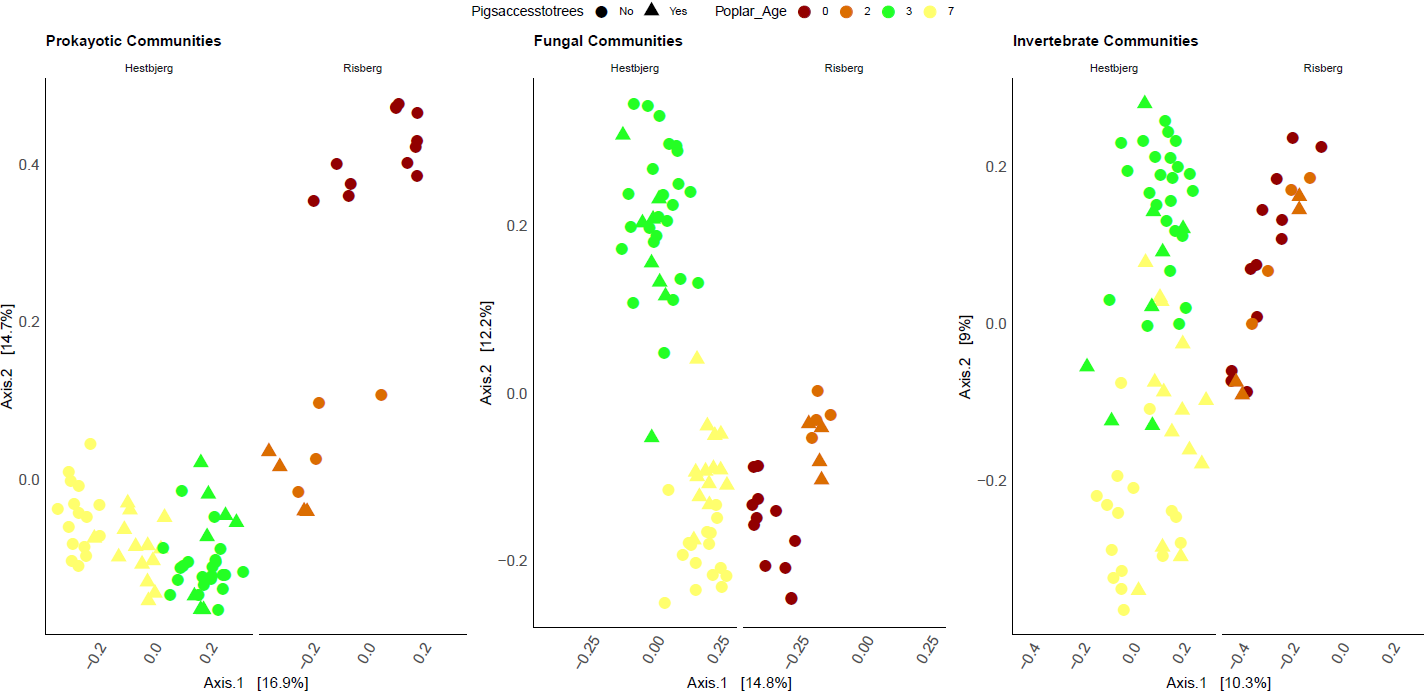 Pigsaccesstotrees No Yes Poplar_Age 0 2 3 7
Prokayotic Communities
Hestbjerg Risberg
Axis.2 [14.7%]
0.4
0.2
0.0
−0.2 0.0 0.2 −0.2 0.0 0.2
Axis.1 [16.9%]
Fungal Communities
Hestbjerg Risberg
Axis.2 [12.2%]
0.2
0.0
−0.2
−0.25 0.00 0.25 −0.25 0.00 0.25
Axis.1 [14.8%]
Invertebrate Communities
Hestbjerg Risberg
Axis.2 [9%]
0.2
0.0
−0.2
−0.4 −0.2 0.0 0.2 −0.4 −0.2 0.0 0.2
Axis.1 [10.3%]